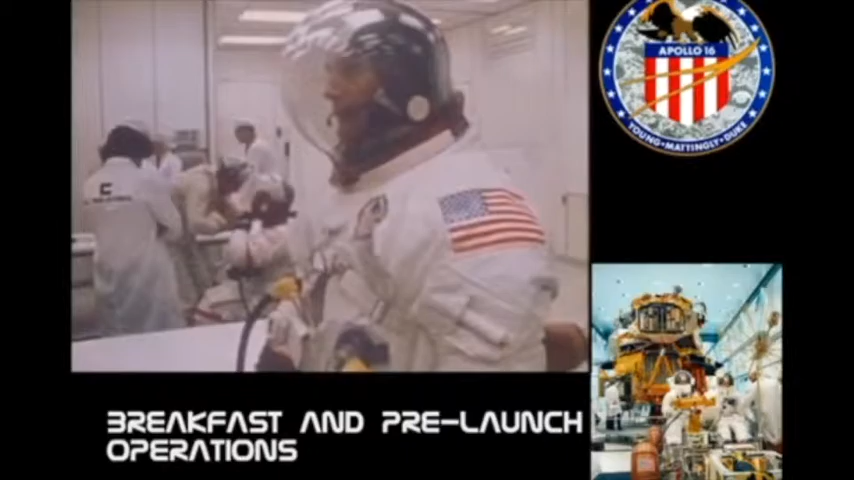 APOLLO 16
YOUNG•MATTINGLY•DUKE
BREAKFAST AND PRE-LAUNCH
OPERATIONS